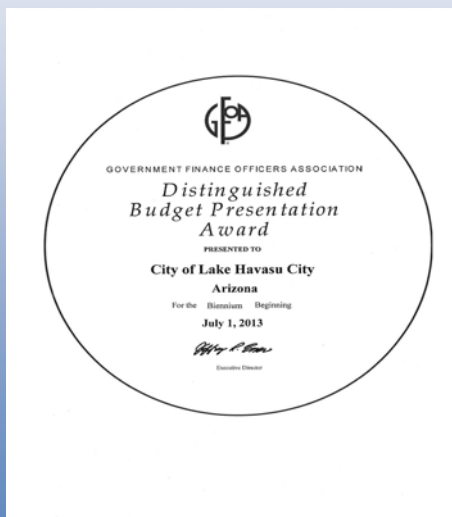 GFOA
GOVERNMENT FINANCE OFFICERS ASSOCIATION
Distinguished
Budget Presentation
Award
PRESENTED TO
City of Lake Havasu City
Arizona
For the Biennium Beginning
July 1, 2013
Executive Director